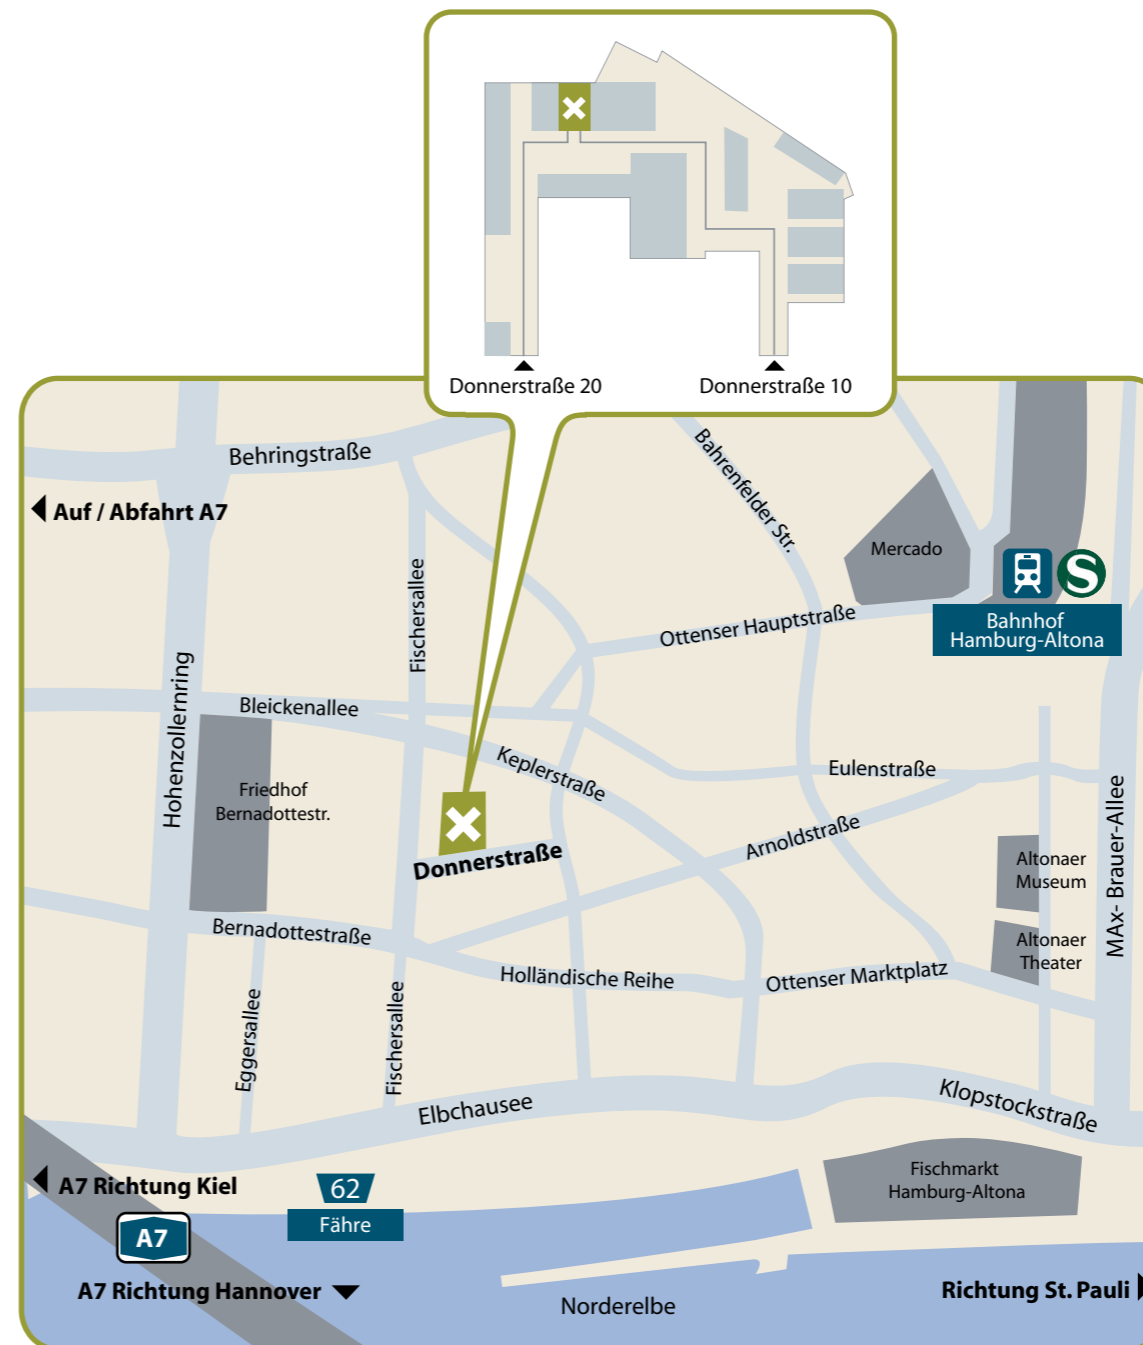 Donnerstraße 20
Donnerstraße 10
Behringstraße
Auf / Abfahrt A7
Bahrenfelder Str.
Mercado
Fischersallee
S
Bahnhof
Hamburg-Altona
Ottenser Hauptstraße
Hohenzollernring
Bleickenallee
Keplerstraße
Eulenstraße
Friedhof
Bernadottestr.
Donnerstraße
Arnoldstraße
MAx- Brauer-Allee
Altonaer
Museum
Bernadottestraße
Altonaer
Theater
Holländische Reihe
Ottenser Marktplatz
Eggersallee
Fischersallee
Elbchausee
Klopstockstraße
A7 Richtung Kiel
62
Fähre
Fischmarkt
Hamburg-Altona
A7
A7 Richtung Hannover
Norderelbe
Richtung St. Pauli